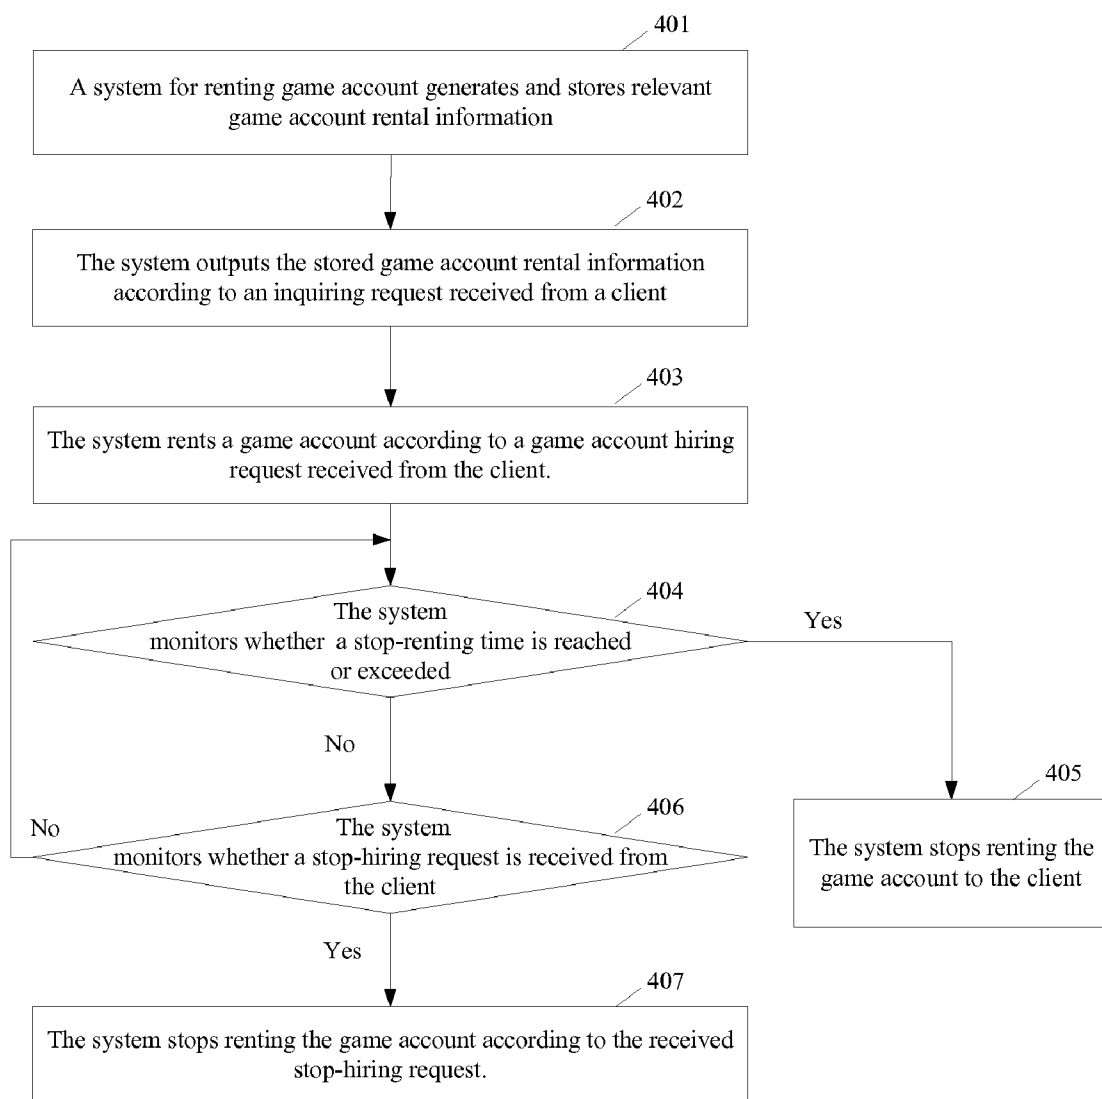 401
A system for renting game account generates and stores relevant
game account rental information
402
The system outputs the stored game account rental information
according to an inquiring request received from a client
403
The system rents a game account according to a game account hiring
request received from the client.
404
The system
monitors whether a stop-renting time is reached
or exceeded
Yes
No
405
The system stops renting the
game account to the client
406
No
The system
monitors whether a stop-hiring request is received from
the client
Yes
407
The system stops renting the game account according to the received
stop-hiring request.